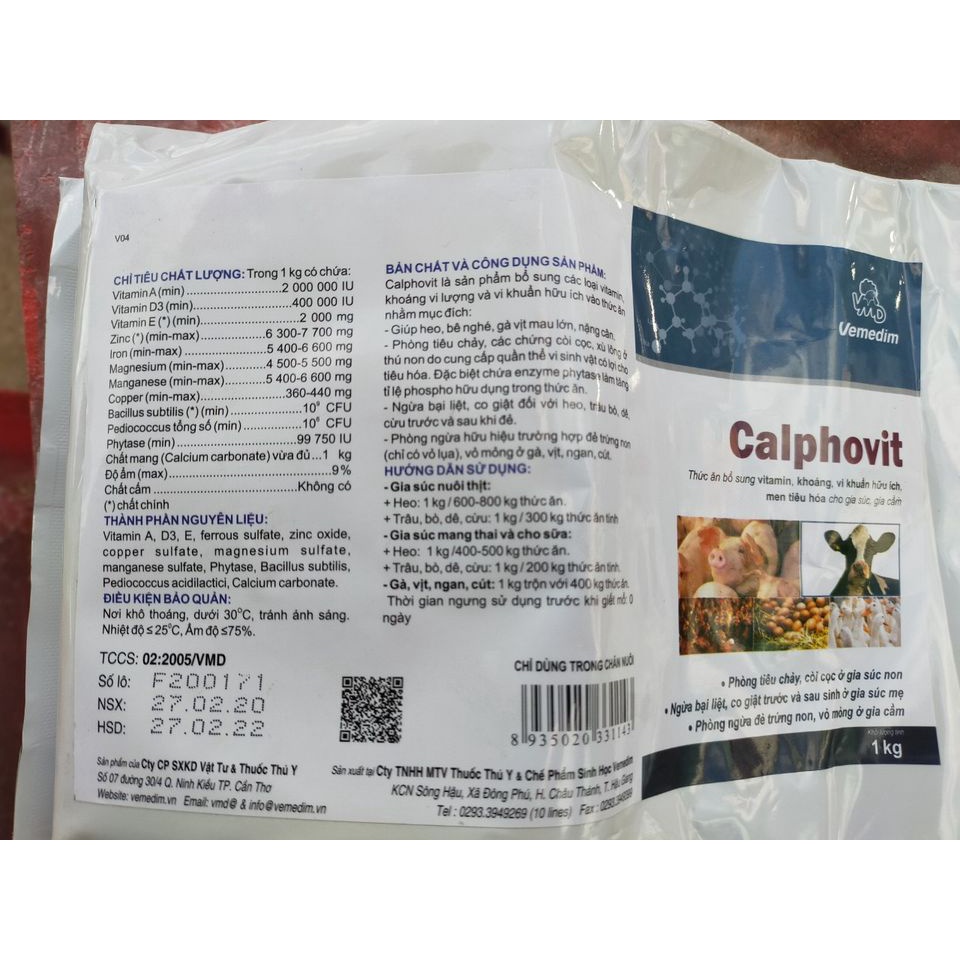 V04
CHỈ TIÊU CHẤT LƯỢNG: Trong 1 kg có chứa:
Vitamin A (min)..........2 000 000 IU
Vitamin D3 (min)..........400 000 IU
Vitamin E (*) (min)..........2 000 mg
Zinc (*) (min-max)..........6 300-7 700 mg
Iron (min-max)..........5 400-6 600 mg
Magnesium (min-max)..........4 500-5 500 mg
Manganese (min-max)..........5 400-6 600 mg
Copper (min-max)..........360-440 mg
Bacillus subtilis (*) (min)..........10⁹ CFU
Pediococcus tổng số (min)..........10⁹ CFU
Phytase (min)..........99 750 IU
Chất mang (Calcium carbonate) vừa đủ...1 kg
Độ ẩm (max)..........9%
Chất cấm..........Không có
(*) chất chính
THÀNH PHẦN NGUYÊN LIỆU:
Vitamin A, D3, E, ferrous sulfate, zinc oxide,
copper sulfate, magnesium sulfate,
manganese sulfate, Phytase, Bacillus subtilis,
Pediococcus acidilactici, Calcium carbonate.
ĐIỀU KIỆN BẢO QUẢN:
Nơi khô thoáng, dưới 30°C, tránh ánh sáng.
Nhiệt độ ≤ 25°C, Ẩm độ ≤75%.
TCCS: 02:2005/VMD
Số lô: F200171
NSX: 27.02.20
HSD: 27.02.22
Sản phẩm của Cty CP SXKD Vật Tư & Thuốc Thú Y
Số 07 đường 30/4 Q. Ninh Kiều TP. Cần Thơ
Website: vemedim.vn Email: vmd@ & info@vemedim.vn
BẢN CHẤT VÀ CÔNG DỤNG SẢN PHẨM:
Calphovit là sản phẩm bổ sung các loại vitamin,
khoáng vi lượng và vi khuẩn hữu ích vào thức ăn
nhằm mục đích:
- Giúp heo, bê nghé, gà vịt mau lớn, nặng cân.
- Phòng tiêu chảy, các chứng còi cọc, xù lông ở
thú non do cung cấp quần thể vi sinh vật có lợi cho
tiêu hóa. Đặc biệt chứa enzyme phytase làm tăng
tỉ lệ phospho hữu dụng trong thức ăn.
- Ngừa bại liệt, co giật đối với heo, trâu bò, dê,
cừu trước và sau khi đẻ.
- Phòng ngừa hữu hiệu trường hợp đẻ trứng non
(chỉ có vỏ lụa), vỏ mỏng ở gà, vịt, ngan, cút.
HƯỚNG DẪN SỬ DỤNG:
- Gia súc nuôi thịt:
+ Heo: 1 kg / 600-800 kg thức ăn.
+ Trâu, bò, dê, cừu: 1 kg / 300 kg thức ăn tinh
- Gia súc mang thai và cho sữa:
+ Heo: 1 kg /400-500 kg thức ăn.
+ Trâu, bò, dê, cừu: 1 kg / 200 kg thức ăn tinh.
- Gà, vịt, ngan, cút: 1 kg trộn với 400 kg thức ăn.
Thời gian ngưng sử dụng trước khi giết mổ: 0
ngày
CHỈ DÙNG TRONG CHĂN NUÔI
8 935020 331143
Sản xuất tại Cty TNHH MTV Thuốc Thú Y & Chế Phẩm Sinh Học Vemedim
KCN Sông Hậu, Xã Đông Phú, H. Châu Thành, T. Hậu Giang
Tel : 0293.3949269 (10 lines) Fax : 0293.
VMD
Vemedim
Calphovit
Thức ăn bổ sung vitamin, khoáng, vi khuẩn hữu ích,
men tiêu hóa cho gia súc, gia cầm
• Phòng tiêu chảy, còi cọc ở gia súc non
• Ngừa bại liệt, co giật trước và sau sinh ở gia súc mẹ
• Phòng ngừa đẻ trứng non, vỏ mỏng ở gia cầm
Khối lượng tịnh
1 kg